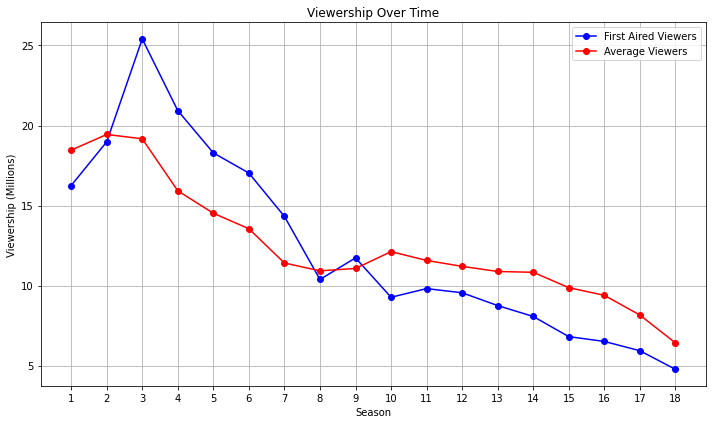 Viewership Over Time
First Aired Viewers
Average Viewers
Viewership (Millions)
25
20
15
10
5
1 2 3 4 5 6 7 8 9 10 11 12 13 14 15 16 17 18
Season